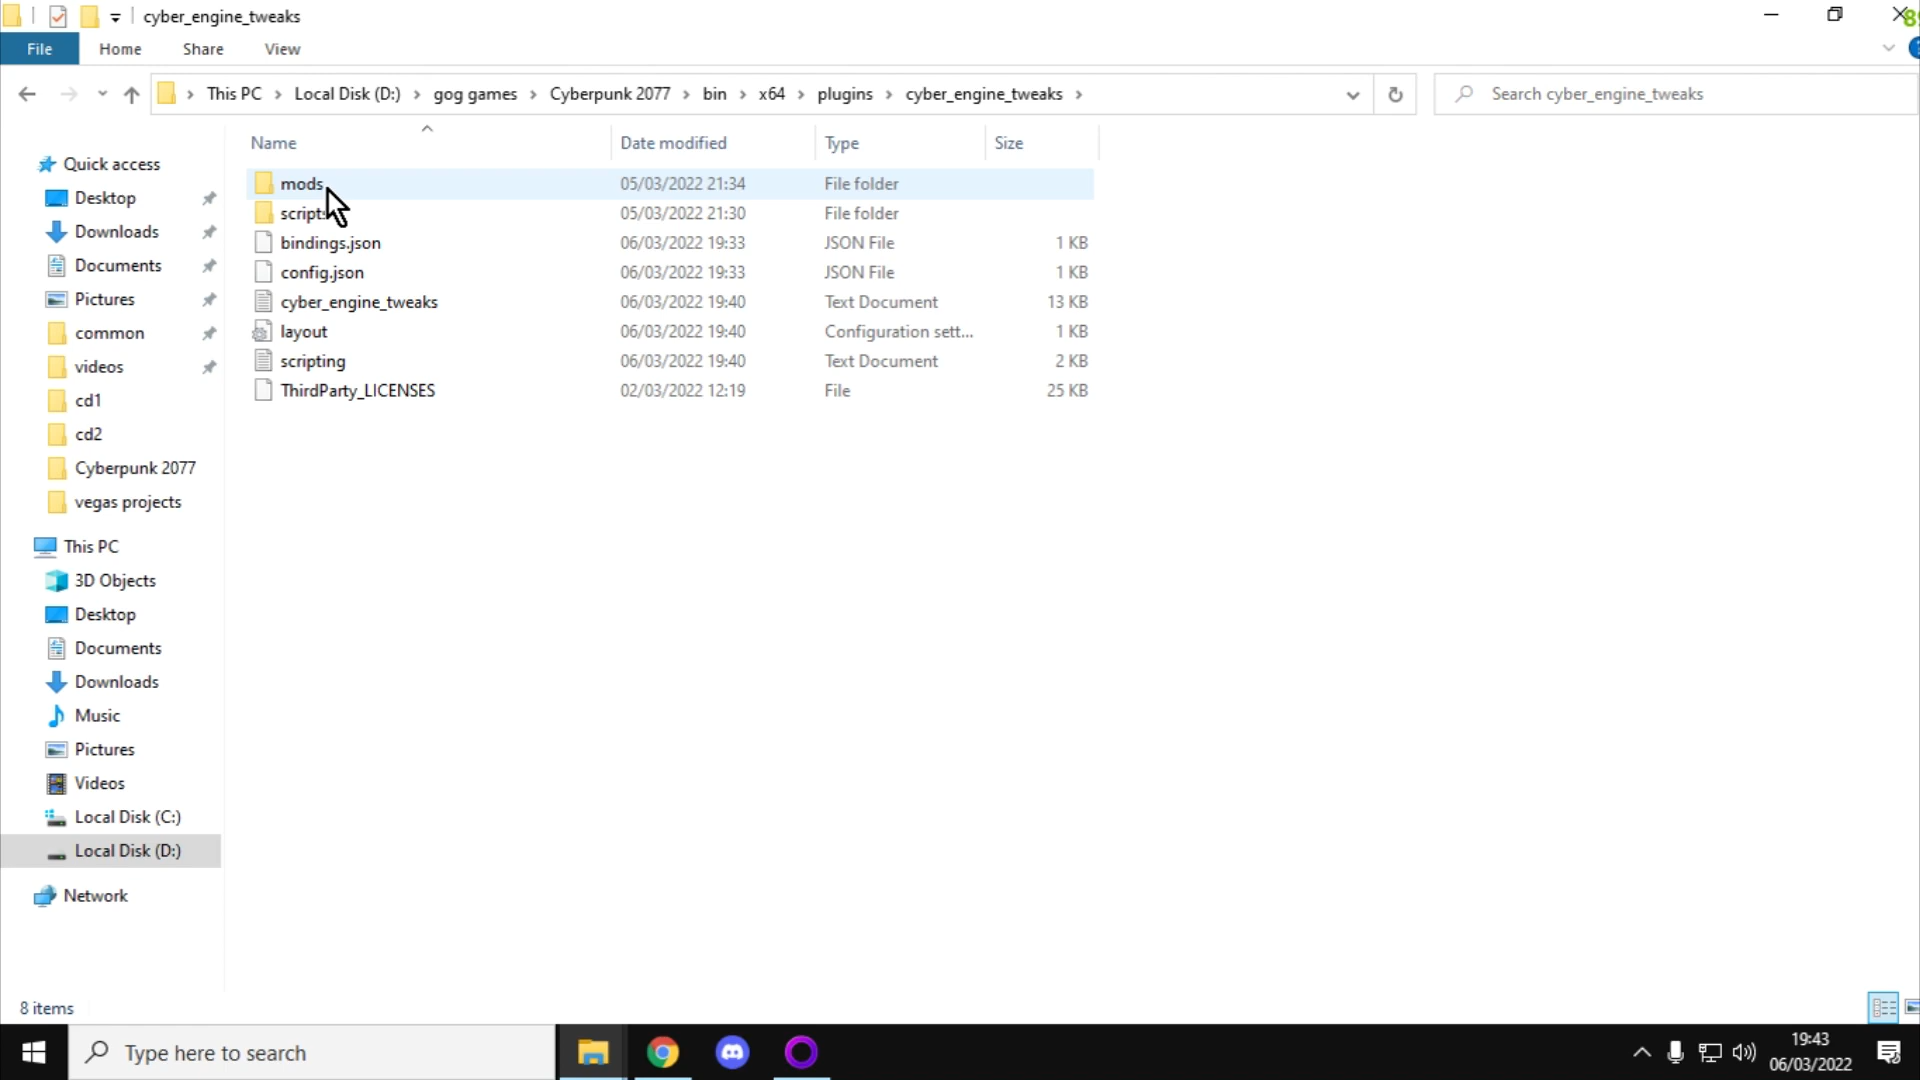 cyber_engine_tweaks
File Home Share View
This PC Local Disk (D:) gog games Cyberpunk 2077 bin x64 plugins cyber_engine_tweaks
Search cyber_engine_tweaks
Name Date modified Type Size
mods 05/03/2022 21:34 File folder
scripts 05/03/2022 21:30 File folder
bindings.json 06/03/2022 19:33 JSON File 1 KB
config.json 06/03/2022 19:33 JSON File 1 KB
cyber_engine_tweaks 06/03/2022 19:40 Text Document 13 KB
layout 06/03/2022 19:40 Configuration sett... 1 KB
scripting 06/03/2022 19:40 Text Document 2 KB
ThirdParty_LICENSES 02/03/2022 12:19 File 25 KB
Quick access
Desktop
Downloads
Documents
Pictures
common
videos
cd1
cd2
Cyberpunk 2077
vegas projects
This PC
3D Objects
Desktop
Documents
Downloads
Music
Pictures
Videos
Local Disk (C:)
Local Disk (D:)
Network
8 items
Type here to search
19:43
06/03/2022